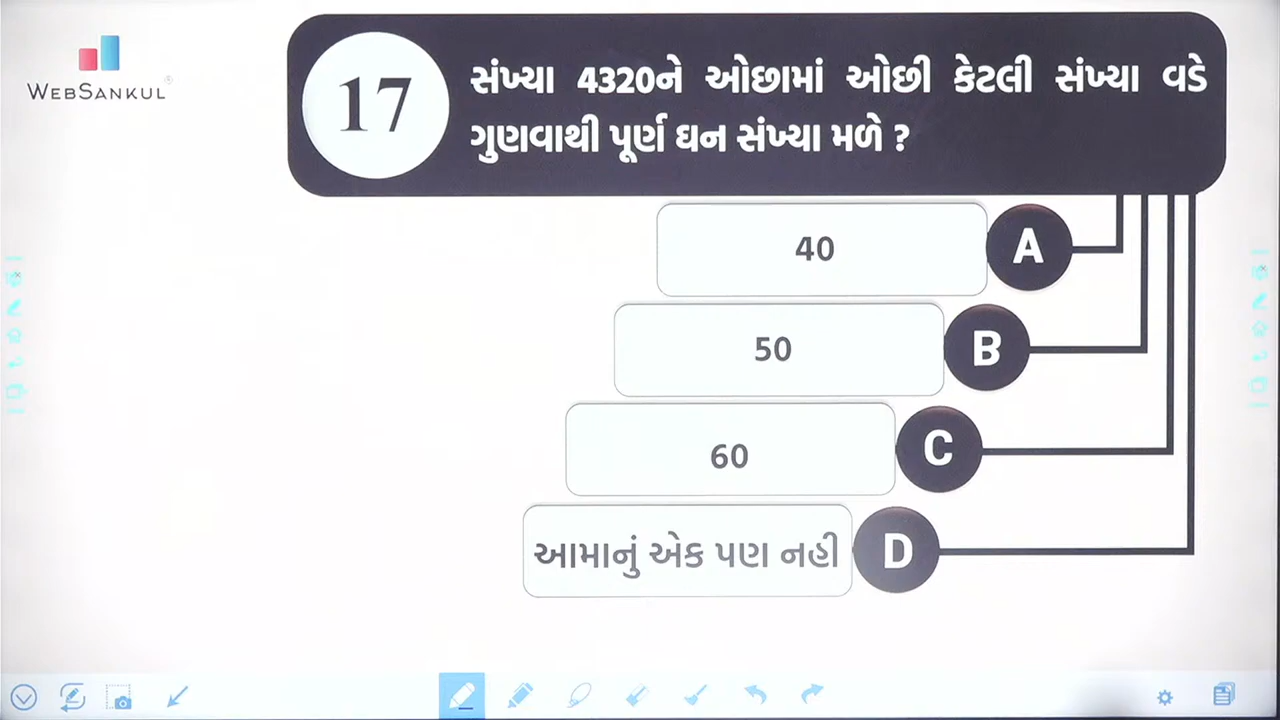 WEBSANKUL
17
સંખ્યા 4320ને ઓછામાં ઓછી કેટલી સંખ્યા વડે
ગુણવાથી પૂર્ણ ઘન સંખ્યા મળે ?
40
A
50
B
60
C
આમાનું એક પણ નહી
D